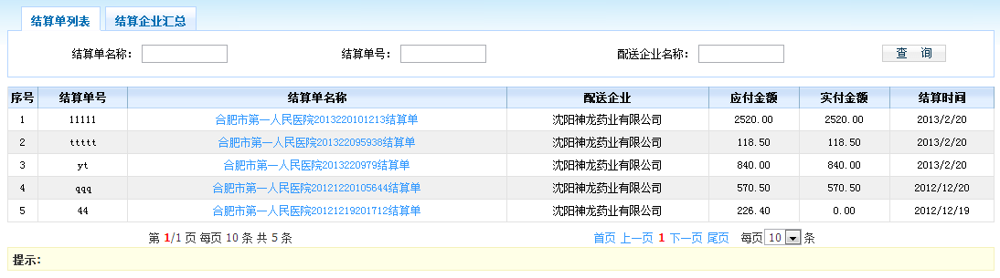 结算单列表 结算企业汇总
结算单名称： 结算单号： 配送企业名称： 查 询
序号 结算单号 结算单名称 配送企业 应付金额 实付金额 结算时间
1 11111 合肥市第一人民医院2013220101213结算单 沈阳神龙药业有限公司 2520.00 2520.00 2013/2/20
2 ttttt 合肥市第一人民医院201322095938结算单 沈阳神龙药业有限公司 118.50 118.50 2013/2/20
3 yt 合肥市第一人民医院2013220979结算单 沈阳神龙药业有限公司 840.00 840.00 2013/2/20
4 qqq 合肥市第一人民医院20121220105644结算单 沈阳神龙药业有限公司 570.50 570.50 2012/12/20
5 44 合肥市第一人民医院20121219201712结算单 沈阳神龙药业有限公司 226.40 0.00 2012/12/19
第 1/1 页 每页 10 条 共 5 条 首页 上一页 1 下一页 尾页 每页 10 条
提示：